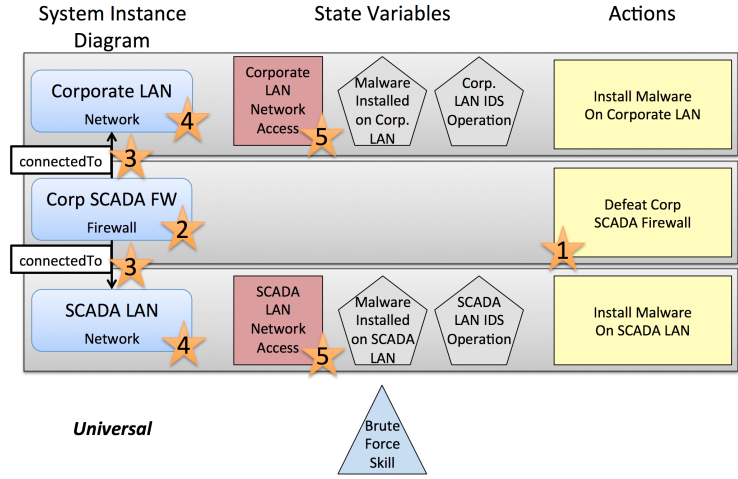 System Instance
Diagram
State Variables
Actions
Corporate LAN
Network
4
Corporate
LAN
Network
Access
5
Malware
Installed
on Corp.
LAN
Corp.
LAN IDS
Operation
Install Malware
On Corporate LAN
connectedTo
3
Corp SCADA FW
Firewall
2
Defeat Corp
SCADA Firewall
1
connectedTo
3
SCADA LAN
Network
4
SCADA
LAN
Network
Access
5
Malware
Installed
on SCADA
LAN
SCADA
LAN IDS
Operation
Install Malware
On SCADA LAN
Universal
Brute
Force
Skill